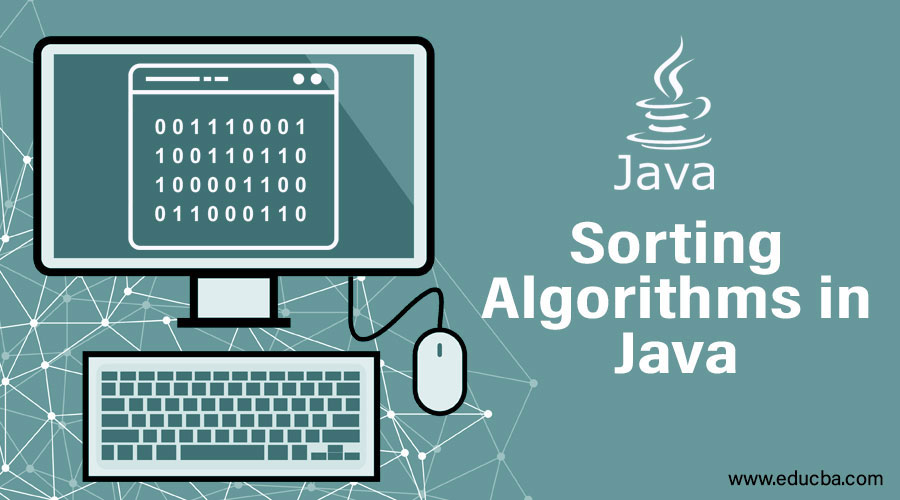 001110001
100110110
100001100
011000110
Java
Sorting
Algorithms in
Java
www.educba.com